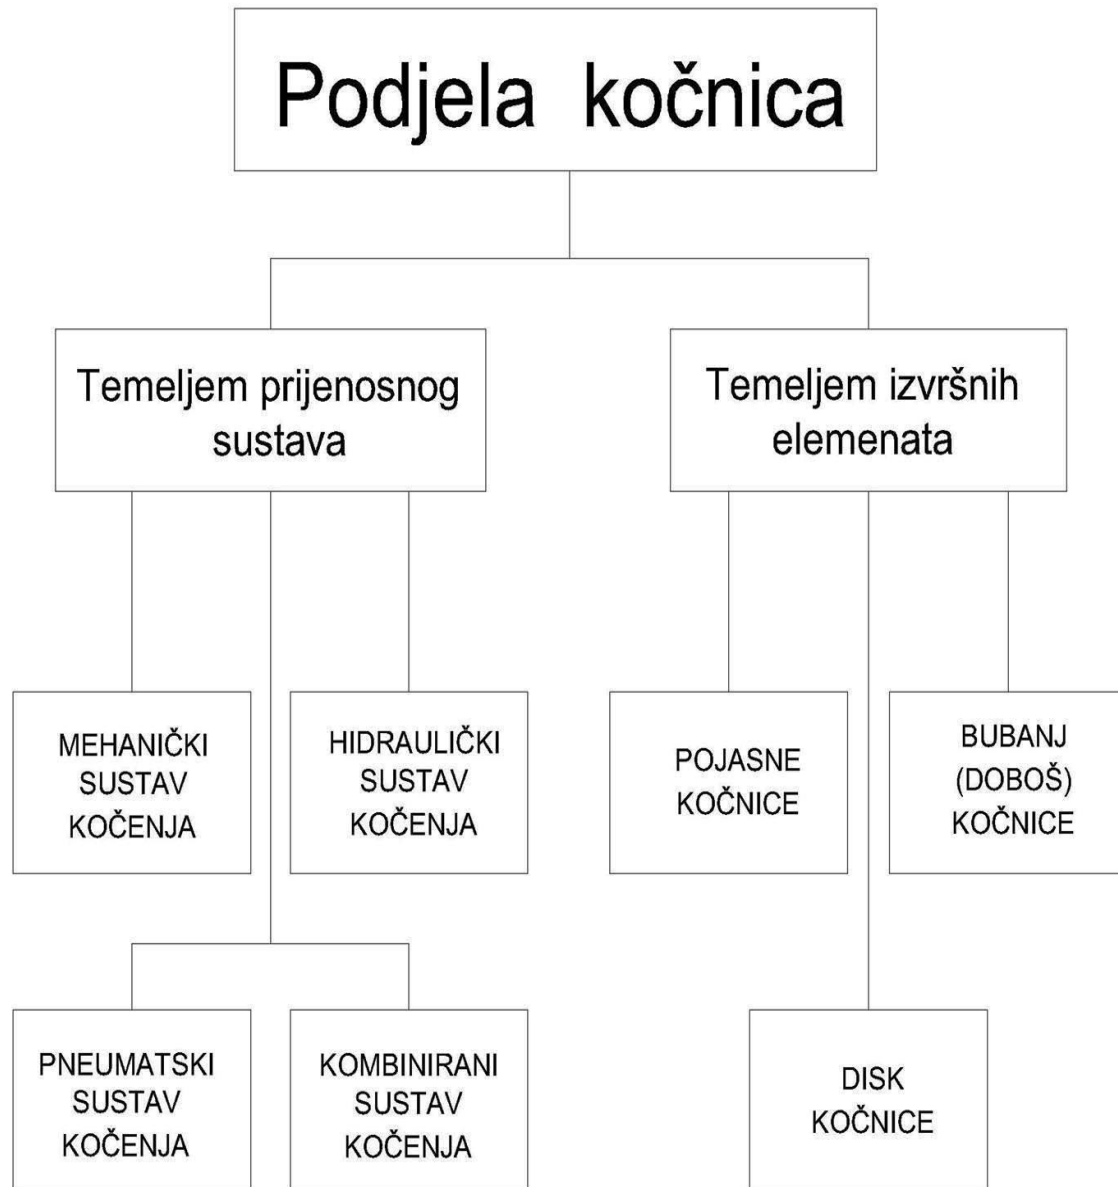 Podjela kočnica
Temeljem prijenosnog
sustava
Temeljem izvršnih
elemenata
MEHANIČKI
SUSTAV
KOČENJA
HIDRAULIČKI
SUSTAV
KOČENJA
POJASNE
KOČNICE
BUBANJ
(DOBOŠ)
KOČNICE
PNEUMATSKI
SUSTAV
KOČENJA
KOMBINIRANI
SUSTAV
KOČENJA
DISK
KOČNICE